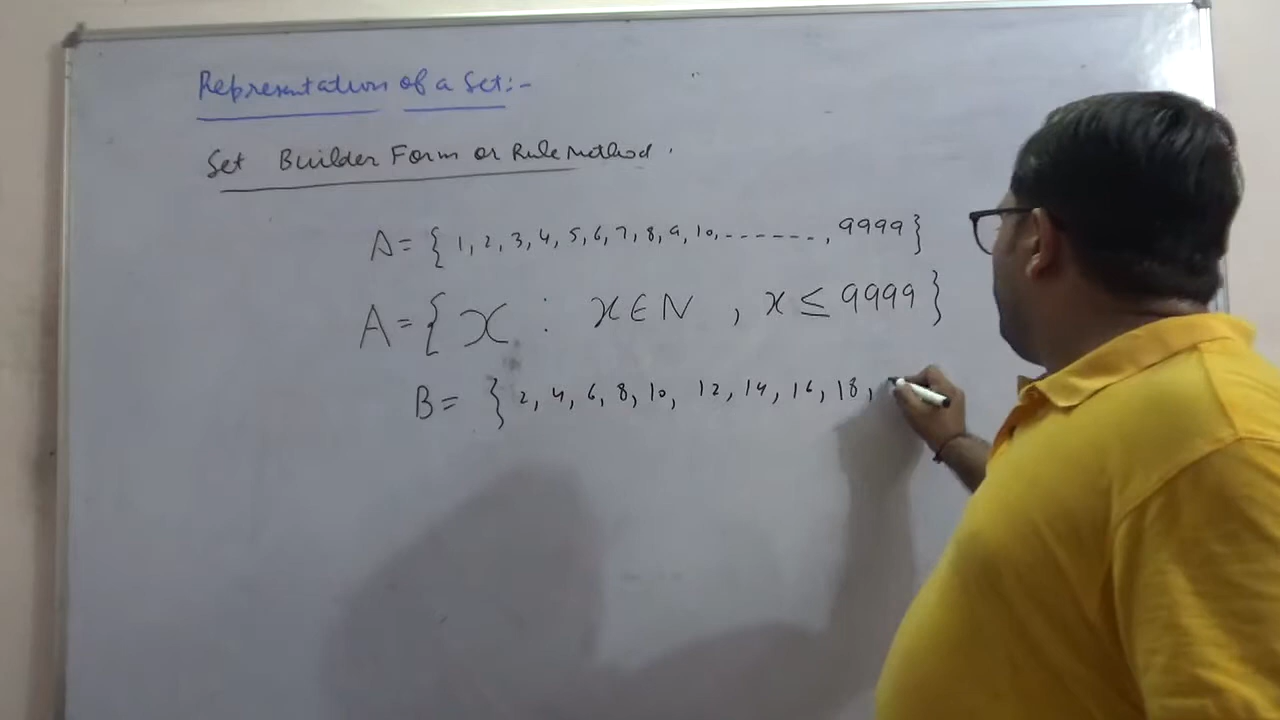 Representation of a Set:-
Set Builder Form or Rule Method.
A = { 1, 2, 3, 4, 5, 6, 7, 8, 9, 10, ------, 9999 }
A = { x : x ∈ N , x ≤ 9999 }
B = } 2, 4, 6, 8, 10, 12, 14, 16, 18,